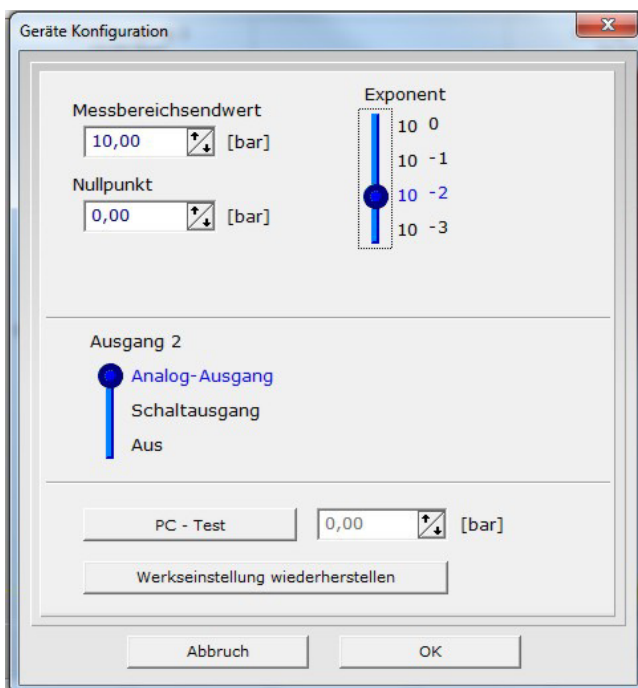 Geräte Konfiguration
Messbereichsendwert
10,00 [bar]
Nullpunkt
0,00 [bar]
Exponent
10 0
10 -1
10 -2
10 -3
Ausgang 2
Analog-Ausgang
Schaltausgang
Aus
PC - Test 0,00 [bar]
Werkseinstellung wiederherstellen
Abbruch OK